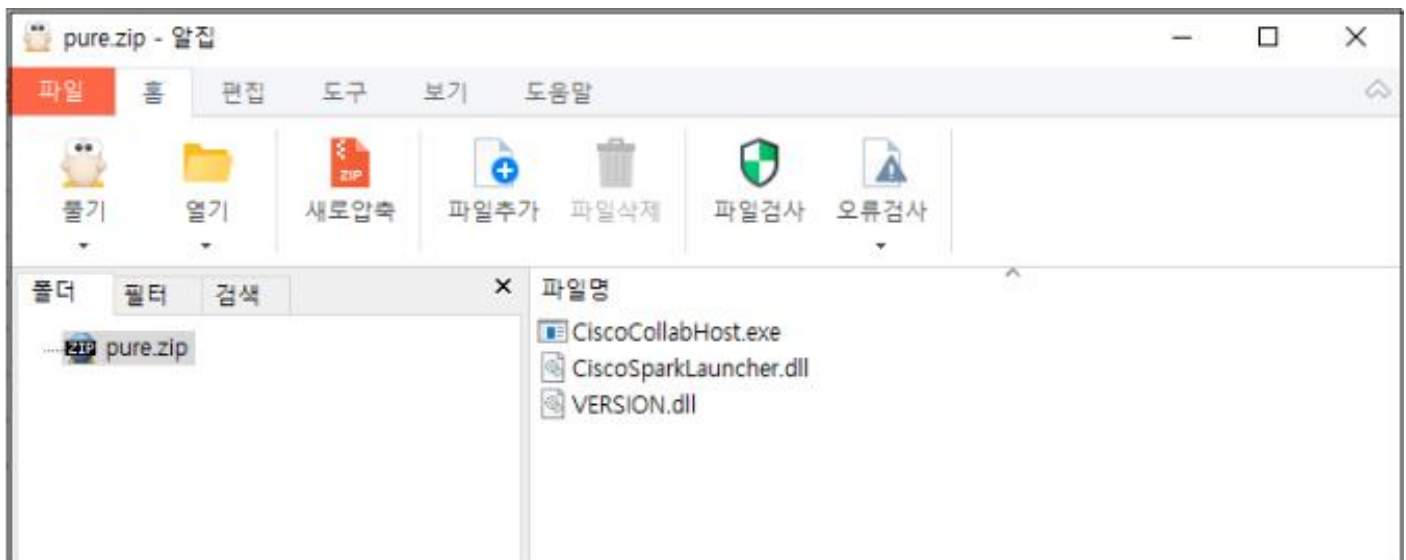 pure.zip - 알집
파일 홈 편집 도구 보기 도움말
ZIP
풀기 열기 새로압축 파일추가 파일삭제 파일검사 오류검사
폴더 필터 검색
파일명
ZIP pure.zip
CiscoCollabHost.exe
CiscoSparkLauncher.dll
VERSION.dll